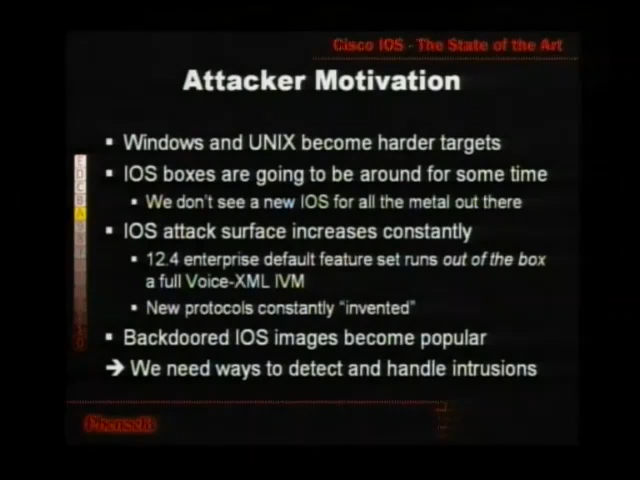 Cisco IOS - The State of the Art
Attacker Motivation
Windows and UNIX become harder targets
IOS boxes are going to be around for some time
We don't see a new IOS for all the metal out there
IOS attack surface increases constantly
12.4 enterprise default feature set runs out of the box
a full Voice-XML IVM
New protocols constantly "invented"
Backdoored IOS images become popular
➔ We need ways to detect and handle intrusions
Phenoelit